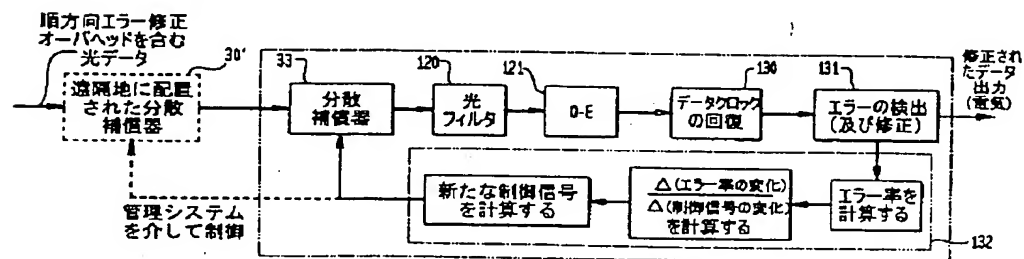 順方向エラー修正
オーバヘッドを含む
光データ
30'
遠隔地に配置
された分散
補償器
33
分散
補償器
120
光
フィルタ
121
O-E
130
データクロック
の回復
131
エラーの検出
(及び修正)
修正され
たデータ
出力
(電気)
エラー率を
計算する
△(エラー率の変化)
△(制御信号の変化)
を計算する
新たな制御信号
を計算する
管理システム
を介して制御
132